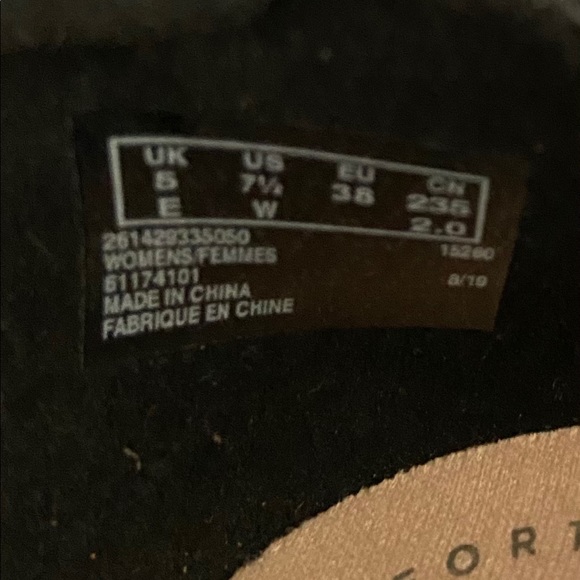 UK US EU CN
5 7½ 38 235
E W 2.0
261429335050 15260
WOMENS/FEMMES
61174101 8/19
MADE IN CHINA
FABRIQUE EN CHINE
ORT